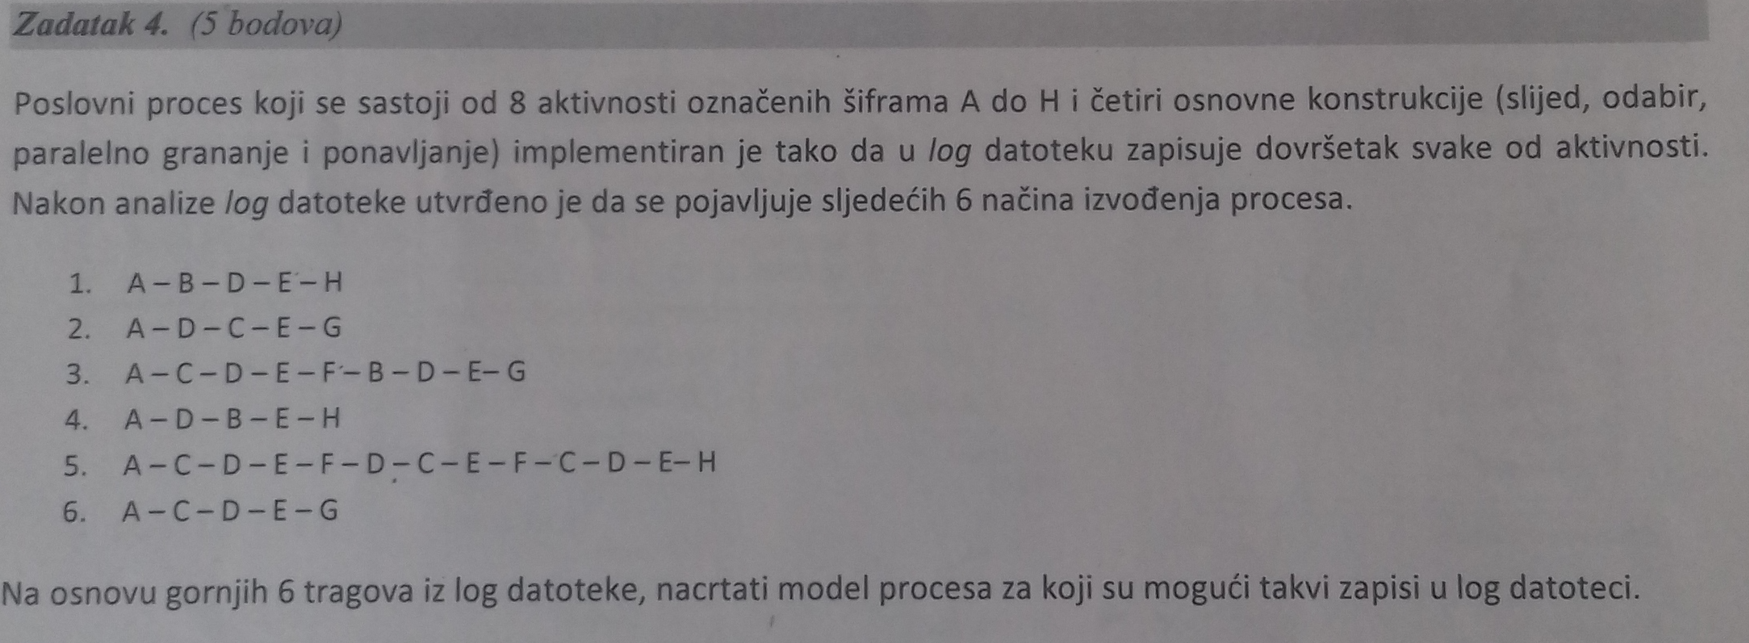 Zadatak 4. (5 bodova)
Poslovni proces koji se sastoji od 8 aktivnosti označenih šiframa A do H i četiri osnovne konstrukcije (slijed, odabir,
paralelno grananje i ponavljanje) implementiran je tako da u log datoteku zapisuje dovršetak svake od aktivnosti.
Nakon analize log datoteke utvrđeno je da se pojavljuje sljedećih 6 načina izvođenja procesa.
1. A – B – D – E – H
2. A – D – C – E – G
3. A – C – D – E – F – B – D – E– G
4. A – D – B – E – H
5. A – C – D – E – F – D – C – E – F – C – D – E– H
6. A – C – D – E – G
Na osnovu gornjih 6 tragova iz log datoteke, nacrtati model procesa za koji su mogući takvi zapisi u log datoteci.